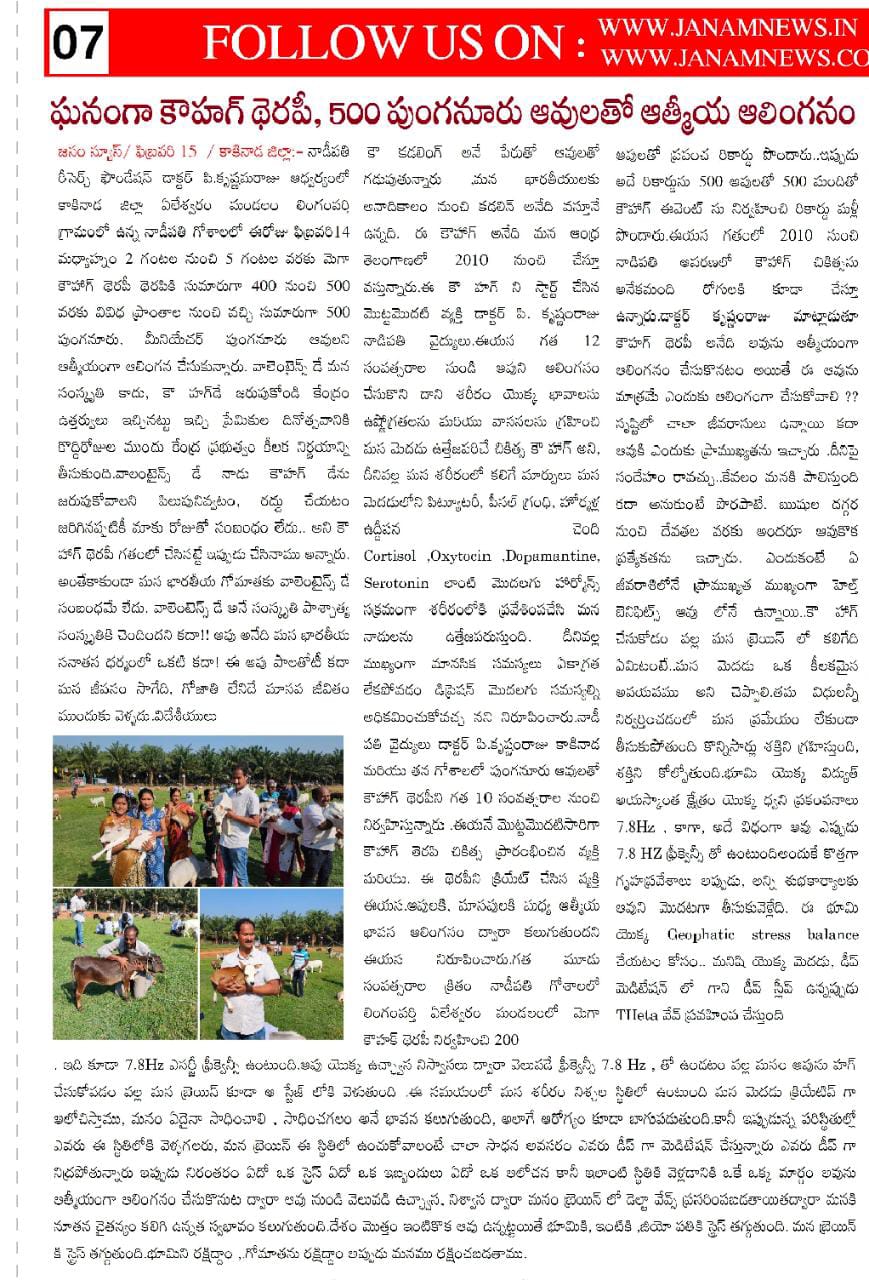 07
FOLLOW US ON :
WWW.JANAMNEWS.IN
WWW.JANAMNEWS.CO
ఘనంగా కౌహగ్ థెరపీ, 500 పుంగనూరు ఆవులతో ఆత్మీయ ఆలింగనం
జనం న్యూస్/ ఫిబ్రవరి 15 / కాకినాడ జిల్లా:- నాడీపతి
రీసెర్చ్ ఫౌండేషన్ డాక్టర్ పి.కృష్ణమరాజు ఆధ్వర్యంలో
కాకినాడ జిల్లా ఏలేశ్వరం మండలం లింగంపర్తి
గ్రామంలో ఉన్న నాడీపతి గోశాలలో ఈరోజు ఫిబ్రవరి14
మధ్యాహ్నం 2 గంటల నుంచి 5 గంటల వరకు మెగా
కౌహాగ్ థెరపీ థెరపికి సుమారుగా 400 నుంచి 500
వరకు వివిధ ప్రాంతాల నుంచి వచ్చి సుమారుగా 500
పుంగనూరు. మీనియేచర్ పుంగనూరు ఆవులని
ఆత్మీయంగా ఆలింగన చేసుకున్నారు. వాలెంటైన్స్ డే మన
సంస్కృతి కాదు, కౌ హగ్‌డే జరుపుకోండి కేంద్రం
ఉత్తర్వులు ఇచ్చినట్టు ఇచ్చి ప్రేమికుల దినోత్సవానికి
కొద్దిరోజుల ముందు కేంద్ర ప్రభుత్వం కీలక నిర్ణయాన్ని
తీసుకుంది.వాలంటైన్స్ డే నాడు కౌహగ్ డేను
జరుపుకోవాలని పిలుపునివ్వటం, రద్దు చేయటం
జరిగినప్పటికీ మాకు రోజుతో సంబంధం లేదు.. అని కౌ
హాగ్ థెరపీ గతంలో చేసినట్టే ఇప్పుడు చేసినాము అన్నారు.
అంతేకాకుండా మన భారతీయ గోమాతకు వాలెంటైన్స్ డే
సంబంధమే లేదు. వాలెంటైన్స్ డే అనే సంస్కృతి పాశ్చాత్య
సంస్కృతికి చెందిందని కదా!! ఆవు అనేది మన భారతీయ
సనాతన ధర్మంలో ఒకటి కదా! ఈ ఆవు పాలతోటీ కదా
మన జీవనం సాగేది, గోజాతి లేనిదే మానవ జీవితం
ముందుకు వెళ్ళదు.విదేశీయులు
కౌ కడలింగ్ అనే పేరుతో ఆవులతో
గడుపుతున్నారు .మన భారతీయులకు
అనాదికాలం నుంచి కథలిన్ అనేది వస్తూనే
ఉన్నది. ఈ కౌహాగ్ అనేది మన ఆంధ్ర
తెలంగాణలో 2010 నుంచి చేస్తూ
వస్తున్నారు.ఈ కౌ హగ్ ని స్టార్ట్ చేసిన
మొట్టమొదటి వ్యక్తి డాక్టర్ పి. కృష్ణంరాజు
నాడిపతి వైద్యులు.ఈయన గత 12
సంవత్సరాల నుండి ఆవుని ఆలింగనం
చేసుకొని దాని శరీరం యొక్క భావాలను
ఉష్ణోగ్రతలను మరియు వాసనలను గ్రహించి
మన మెదడు ఉత్తేజపరిచే చికిత్స కౌ హాగ్ అని,
దీనివల్ల మన శరీరంలో కలిగే మార్పులు మన
మెదడులోని పిట్యూటరీ, పీనల్ గ్రంధి, హార్మోన్ల
ఉద్దీపన చెంది
Cortisol ,Oxytocin ,Dopamantine,
Serotonin లాంటి మొదలగు హార్మోన్స్
సక్రమంగా శరీరంలోకి ప్రవేశింపచేసి మన
నాడులను ఉత్తేజపరుస్తుంది. దీనివల్ల
ముఖ్యంగా మానసిక సమస్యలు ఏకాగ్రత
లేకపోవడం డిప్రెషన్ మొదలగు సమస్యల్ని
అధికమించుకోవచ్చ నని నిరూపించారు.నాడీ
పతి వైద్యులు డాక్టర్ పి.కృష్ణంరాజు కాకినాడ
మరియు తన గోశాలలో పుంగనూరు ఆవులతో
కౌహాగ్ థెరపీని గత 10 సంవత్సరాల నుంచి
నిర్వహిస్తున్నారు .ఈయనే మొట్టమొదటిసారిగా
కౌహాగ్ తెరపి చికిత్స ప్రారంభించిన వ్యక్తి
మరియు. ఈ థెరపీని క్రియేట్ చేసిన వ్యక్తి
ఈయన.ఆవులకి, మానవులకి మధ్య ఆత్మీయ
భావన ఆలింగనం ద్వారా కలుగుతుందని
ఈయన నిరూపించారు.గత మూడు
సంవత్సరాల క్రితం నాడీపతి గోశాలలో
లింగంపర్తి ఏలేశ్వరం మండలంలో మెగా
కౌహక్ థెరపీ నిర్వహించి 200
ఆవులతో ప్రపంచ రికార్డు పొందారు..ఇప్పుడు
అదే రికార్డును 500 ఆవులతో 500 మందితో
కౌహాగ్ ఈవెంట్ ను నిర్వహించి రికార్డు మళ్లీ
పొందారు.ఈయన గతంలో 2010 నుంచి
నాడిపతి ఆవరణలో కౌహాగ్ చికిత్సను
అనేకమంది రోగులకి కూడా చేస్తూ
ఉన్నారు.డాక్టర్ కృష్ణంరాజు మాట్లాడుతూ
కౌహగ్ థెరపీ అనేది ఆవును ఆత్మీయంగా
ఆలింగనం చేసుకొనటం అయితే ఈ ఆవును
మాత్రమే ఎందుకు ఆలింగంగా చేసుకోవాలి ??
సృష్టిలో చాలా జీవరాసులు ఉన్నాయి కదా
ఆవుకి ఎందుకు ప్రాముఖ్యతను ఇచ్చారు .దీనిపై
సందేహం రావచ్చు..కేవలం మనకి పాలిస్తుంది
కదా అనుకుంటే పొరపాటే. ఋషుల దగ్గర
నుంచి దేవతల వరకు అందరూ ఆవుకొక
ప్రత్యేకతను ఇచ్చారు. ఎందుకంటే ఏ
జీవరాశిలోనే ప్రాముఖ్యత ముఖ్యంగా హెల్త్
బెనిఫిట్స్ ఆవు లోనే ఉన్నాయి..కౌ హాగ్
చేసుకోడం వల్ల మన బ్రెయిన్ లో కలిగేది
ఏమిటంటే..మన మెదడు ఒక కీలకమైన
అవయవము అని చెప్పాలి.తమ విధులన్నీ
నిర్వర్తించడంలో మన ప్రమేయం లేకుండా
తీసుకుపోతుంది కొన్నిసార్లు శక్తిని గ్రహిస్తుంది,
శక్తిని కోల్పోతుంది.భూమి యొక్క విద్యుత్
అయస్కాంత క్షేత్రం యొక్క ధ్వని ప్రకంపనాలు
7.8Hz . కాగా, అదే విధంగా ఆవు ఎప్పుడు
7.8 HZ ఫ్రీక్వెన్సీ తో ఉంటుందిఅందుకే కొత్తగా
గృహప్రవేశాలు అప్పుడు, అన్ని శుభకార్యాలకు
ఆవుని మొదటగా తీసుకువెళ్లేది. ఈ భూమి
యొక్క Geophatic stress balance
చేయటం కోసం.. మనిషి యొక్క మెదడు, డీప్
మెడిటేషన్ లో గాని డీప్ స్లీప్ ఉన్నప్పుడు
THeta వేవ్ ప్రవహింప చేస్తుంది
. ఇది కూడా 7.8Hz ఎనర్జీ ఫ్రీక్వెన్సీ ఉంటుంది.ఆవు యొక్క ఉచ్ఛ్వాన నిస్వాసలు ద్వారా వెలుపడే ఫ్రీక్వెన్సీ 7.8 Hz , తో ఉండటం వల్ల మనం ఆవును హగ్
చేసుకోవడం వల్ల మన బ్రెయిన్ కూడా ఆ స్టేజ్ లోకి వెళుతుంది .ఈ సమయంలో మన శరీరం నిశ్చల స్థితిలో ఉంటుంది మన మెదడు క్రియేటివ్ గా
ఆలోచిస్తాము, మనం ఏదైనా సాధించాలి , సాధించగలం అనే భావన కలుగుతుంది, అలాగే ఆరోగ్యం కూడా బాగుపడుతుంది.కానీ ఇప్పుడున్న పరిస్థితుల్లో
ఎవరు ఈ స్థితిలోకి వెళ్ళగలరు, మన బ్రెయిన్ ఈ స్థితిలో ఉంచుకోవాలంటే చాలా సాధన అవసరం ఎవరు డీప్ గా మెడిటేషన్ చేస్తున్నారు ఎవరు డీప్ గా
నిద్రపోతున్నారు ఇప్పుడు నిరంతరం ఏదో ఒక స్ట్రెస్ ఏదో ఒక ఇబ్బందులు ఏదో ఒక ఆలోచన కానీ ఇలాంటి స్థితికి వెళ్లడానికి ఒకే ఒక్క మార్గం ఆవును
ఆత్మీయంగా ఆలింగనం చేసుకొనుట ద్వారా ఆవు నుండి వెలువడి ఉచ్ఛ్వాస, నిశ్వాస ద్వారా మనం బ్రెయిన్ లో డెల్టా వేవ్స్ ప్రసరింపబడతాయితద్వారా మనకి
నూతన చైతన్యం కలిగి ఉన్నత స్వభావం కలుగుతుంది.దేశం మొత్తం ఇంటికొక ఆవు ఉన్నట్లయితే భూమికి, ఇంటికి ,జియో పతికి స్ట్రెస్ తగ్గుతుంది. మన బ్రెయిన్
కి స్ట్రెస్ తగ్గుతుంది.భూమిని రక్షిద్దాం ,.గోమాతను రక్షిద్దాం అప్పుడు మనము రక్షించబడతాము.